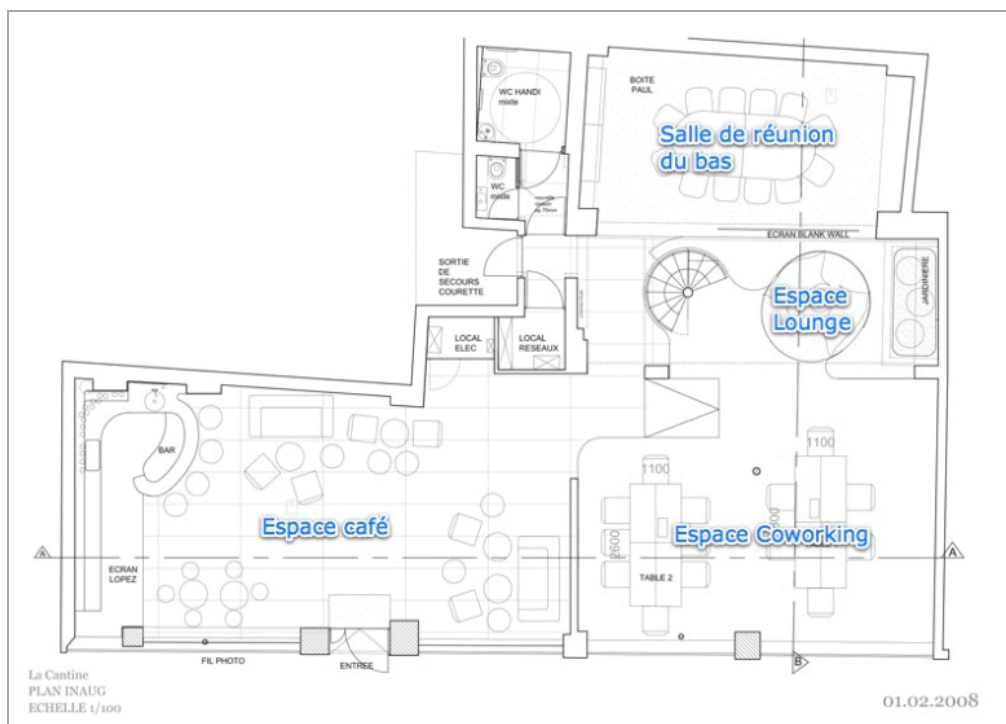 WC HANDI
mixte
BOITE
PAUL
Salle de réunion
du bas
WC
mixte
ECRAN BLANK WALL
SORTIE
DE
SECOURS
COURETTE
Espace
Lounge
JARDINIERE
LOCAL
ELEC
LOCAL
RESEAUX
BAR
1100
1100
Espace café
Espace Coworking
2600
A
A
ECRAN
LOPEZ
TABLE 2
FIL PHOTO
ENTREE
B
La Cantine
PLAN INAUG
ECHELLE 1/100
01.02.2008